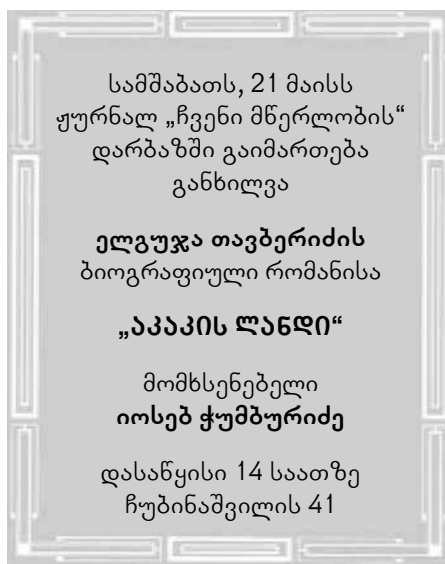 სამშაბათს, 21 მაისს
ჟურნალ „ჩვენი მწერლობის“
დარბაზში გაიმართება
განხილვა
ელგუჯა თავბერიძის
ბიოგრაფიული რომანისა
„აკაკის ლანდი“
მომხსენებელი
იოსებ ჭუმბურიძე
დასაწყისი 14 საათზე
ჩუბინაშვილის 41